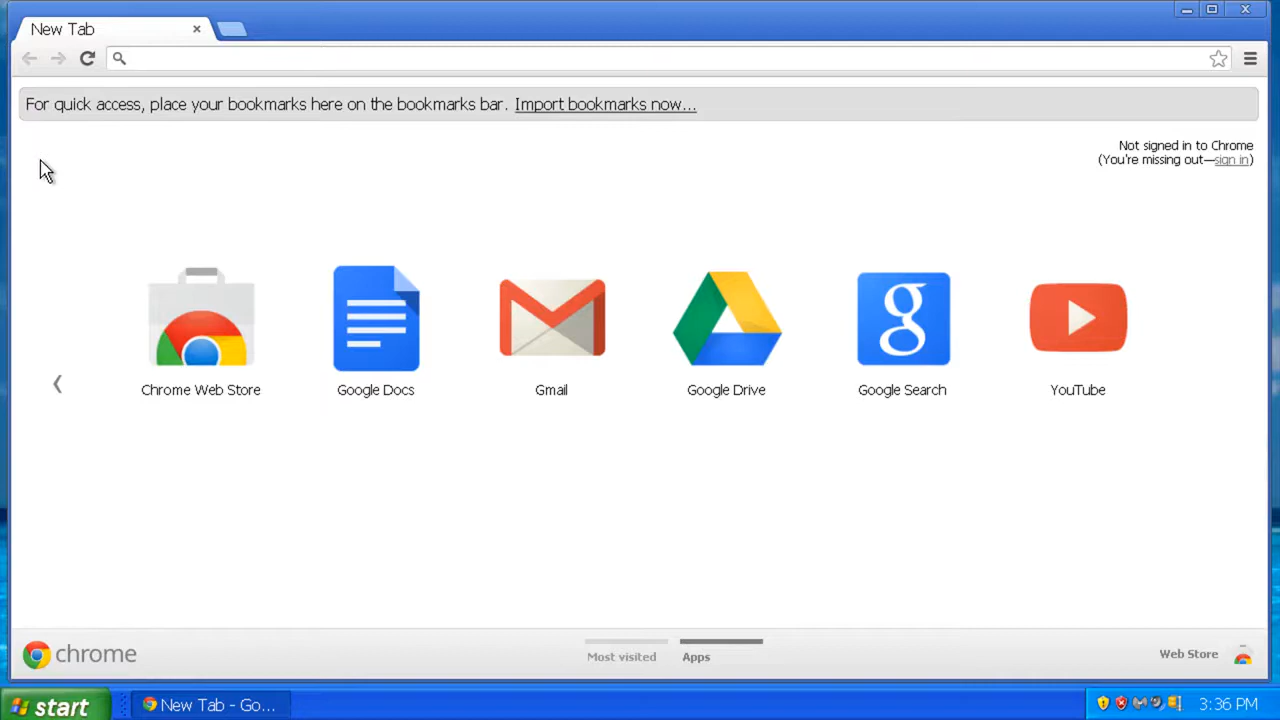 New Tab
For quick access, place your bookmarks here on the bookmarks bar. Import bookmarks now...
Not signed in to Chrome
(You're missing out—sign in)
Chrome Web Store
Google Docs
Gmail
Google Drive
Google Search
YouTube
chrome
Most visited
Apps
Web Store
start
New Tab - Go...
3:36 PM